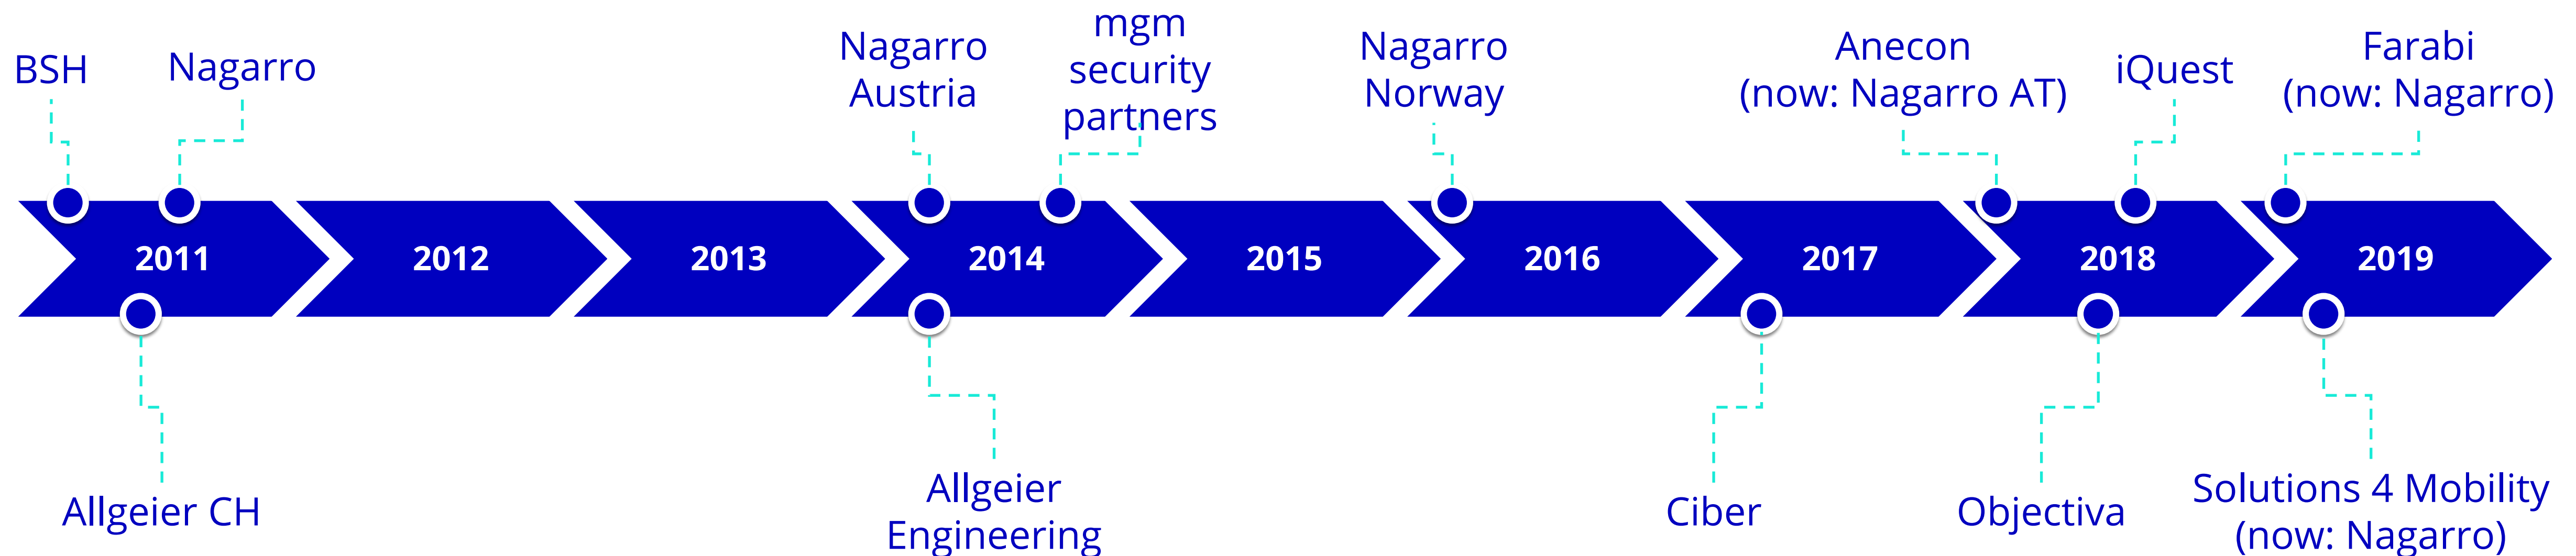 BSH
Nagarro
Nagarro
Austria
mgm
security
partners
Nagarro
Norway
Anecon
(now: Nagarro AT)
iQuest
Farabi
(now: Nagarro)
2011
2012
2013
2014
2015
2016
2017
2018
2019
Allgeier CH
Allgeier
Engineering
Ciber
Objectiva
Solutions 4 Mobility
(now: Nagarro)